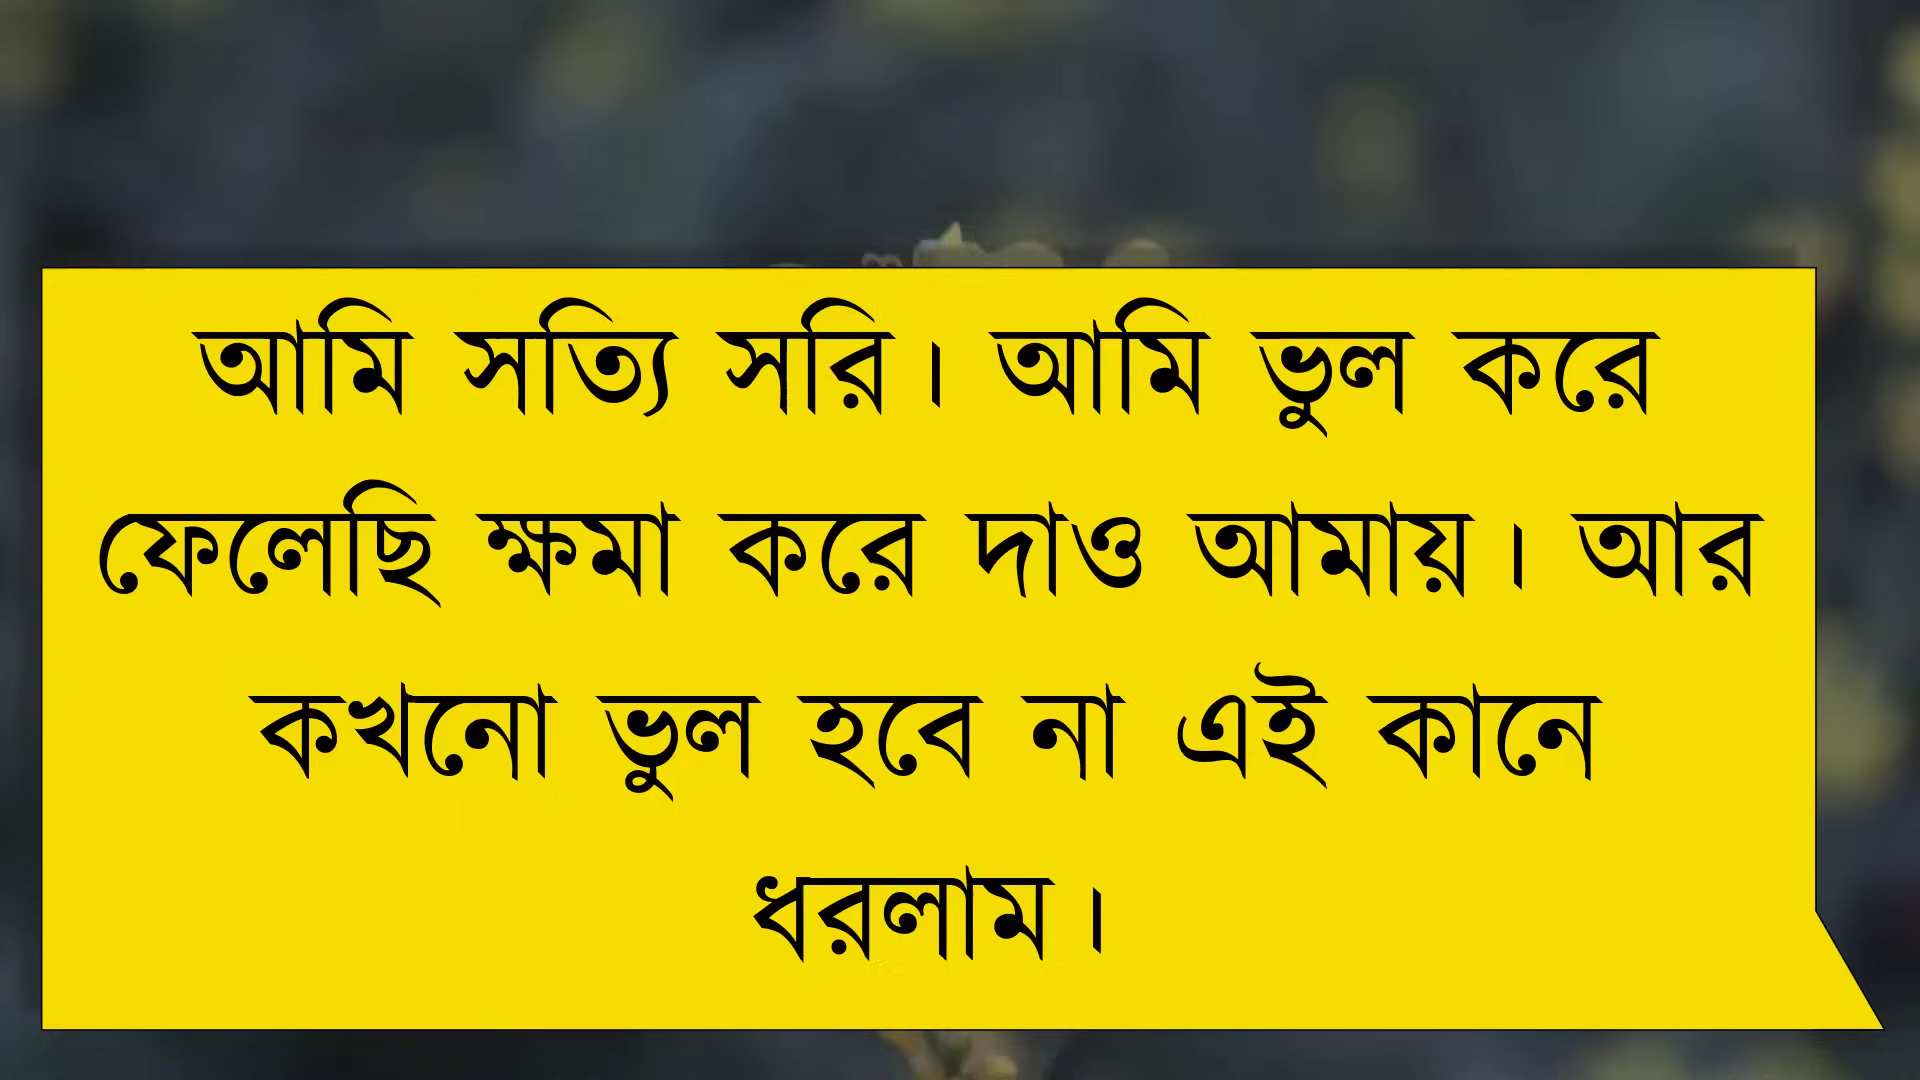 আমি সত্যি সরি। আমি ভুল করে
ফেলেছি ক্ষমা করে দাও আমায়। আর
কখনো ভুল হবে না এই কানে
ধরলাম।